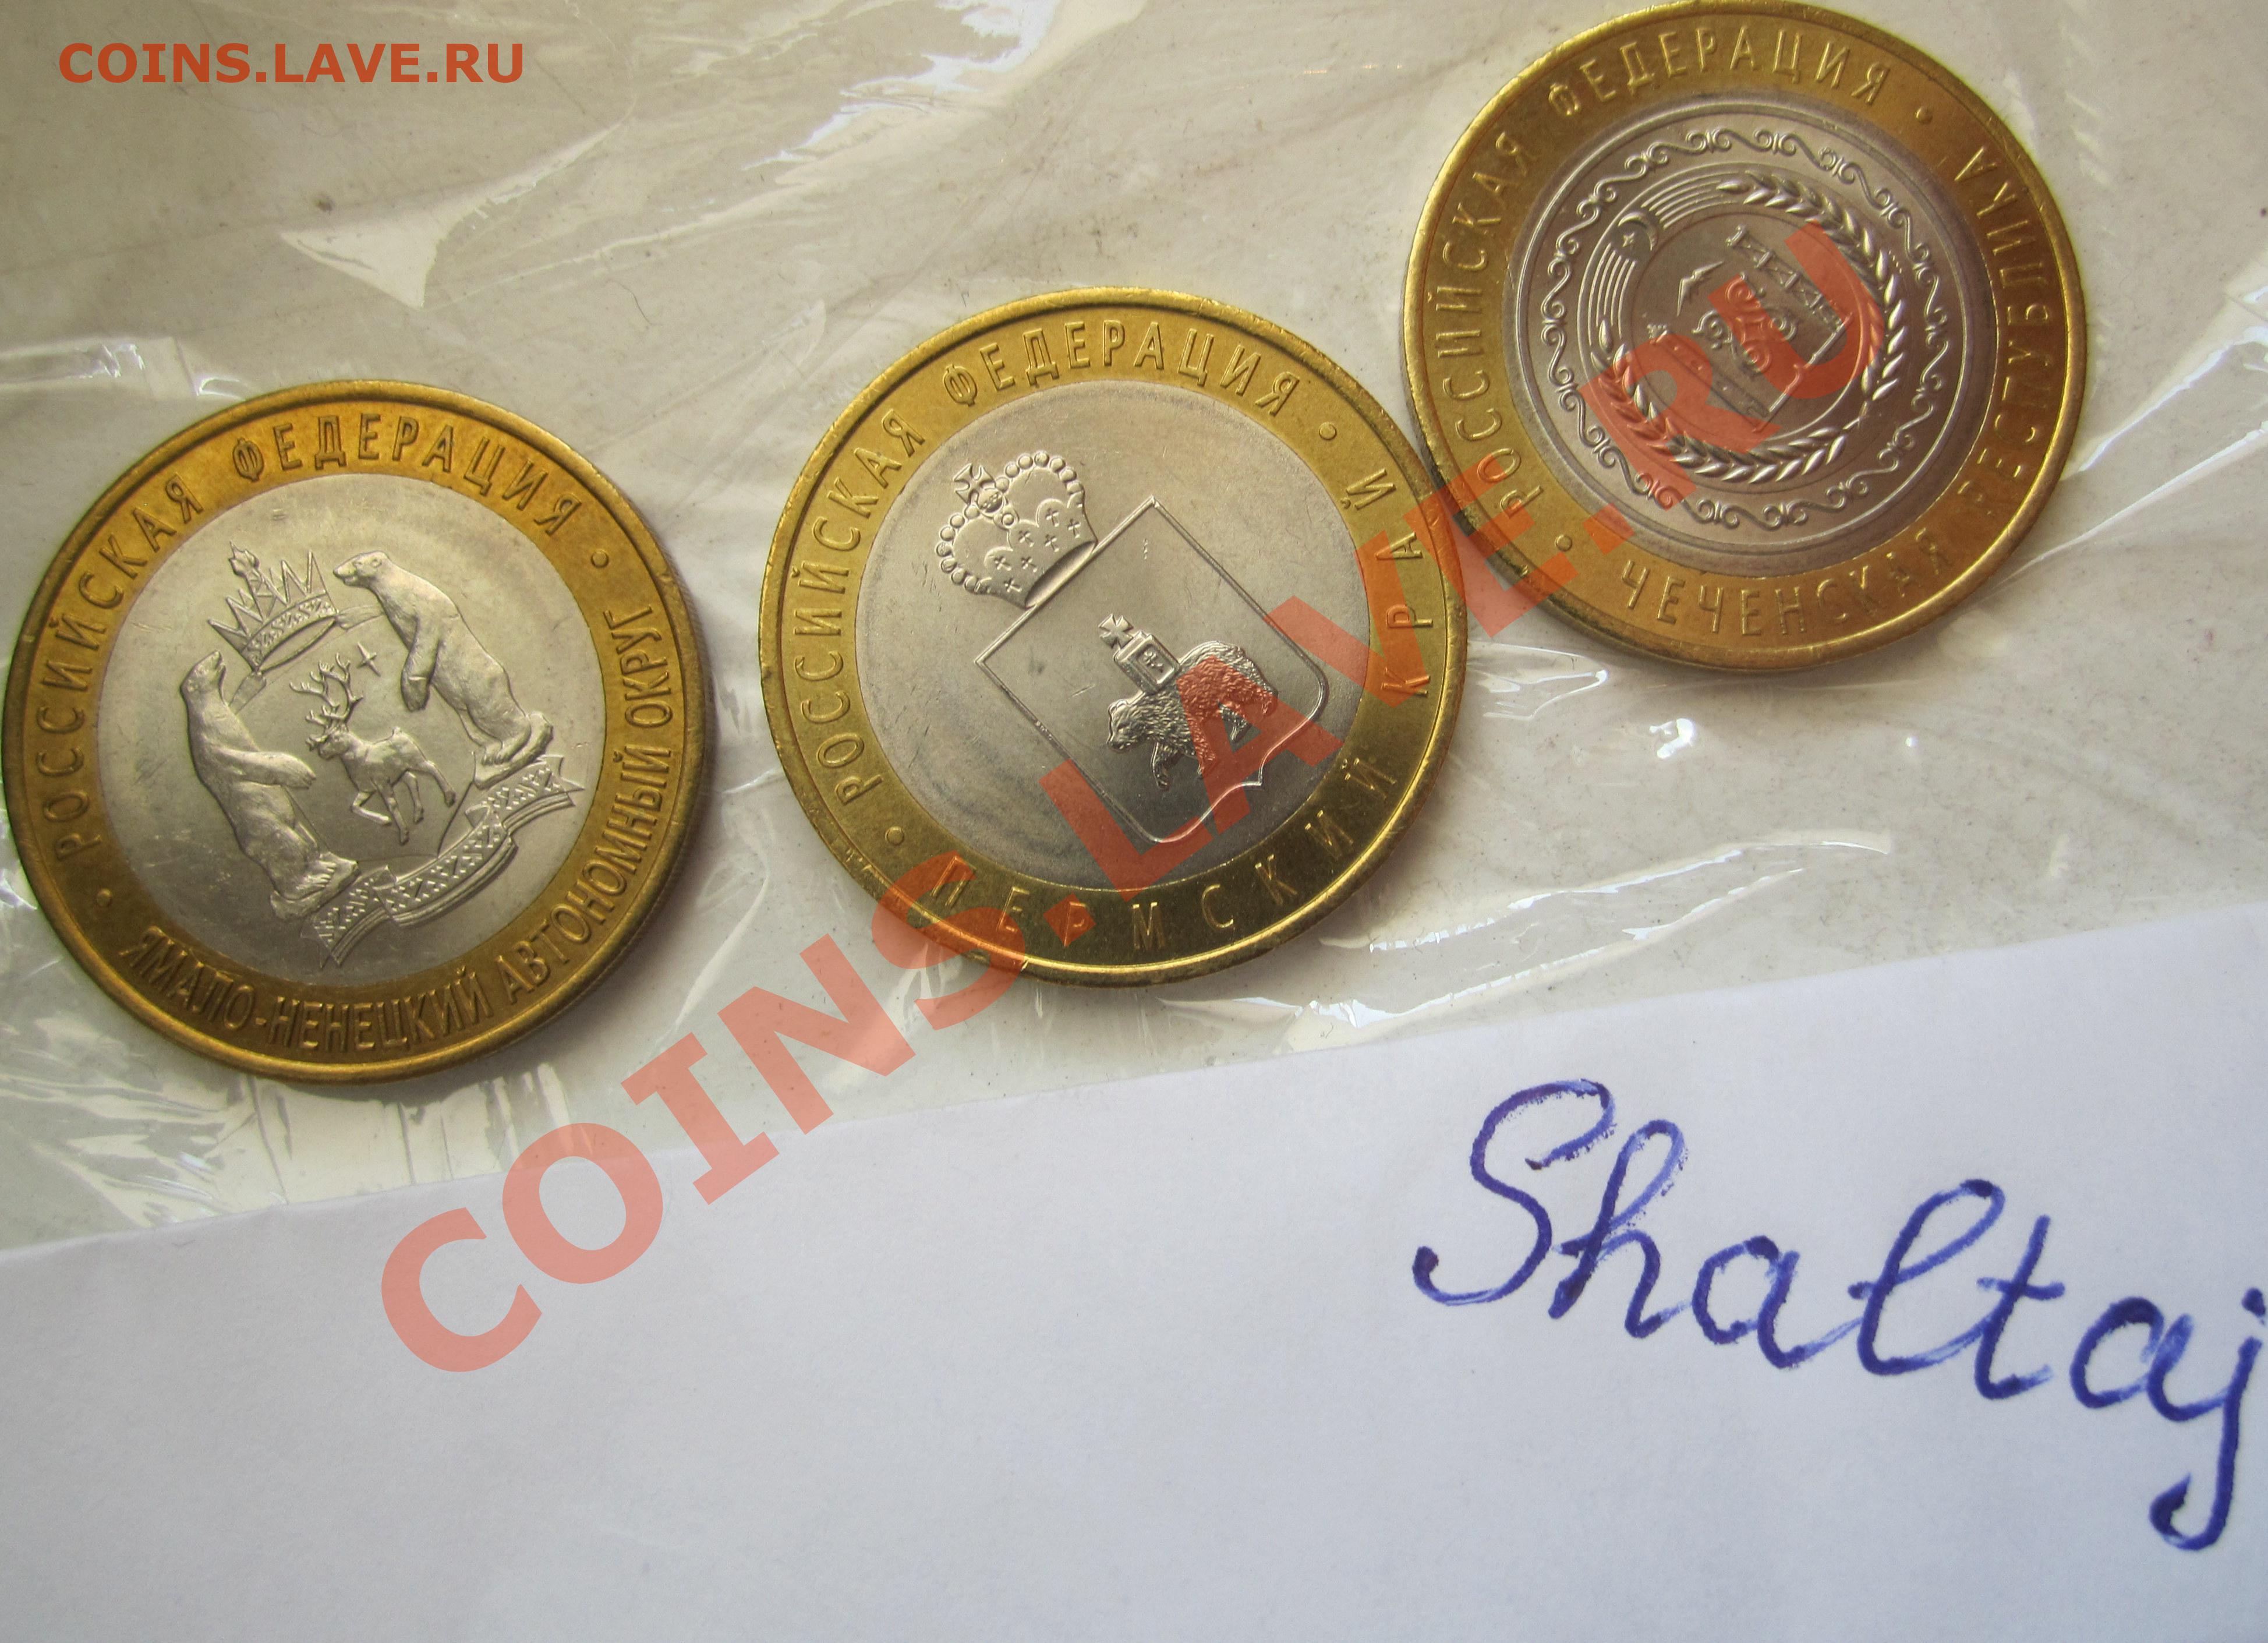 COINS.LAVE.RU
РОССИЙСКАЯ ФЕДЕРАЦИЯ • ЧЕЧЕНСКАЯ РЕСПУБЛИКА •
РОССИЙСКАЯ ФЕДЕРАЦИЯ • ПЕРМСКИЙ КРАЙ •
РОССИЙСКАЯ ФЕДЕРАЦИЯ • ЯМАЛО-НЕНЕЦКИЙ АВТОНОМНЫЙ ОКРУГ •
COINS.LAVE.RU
Shaltaj